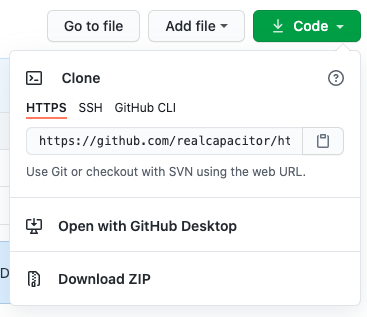 Go to file Add file Code
Clone
HTTPS SSH GitHub CLI
https://github.com/realcapacitor/ht
Use Git or checkout with SVN using the web URL.
Open with GitHub Desktop
D
Download ZIP